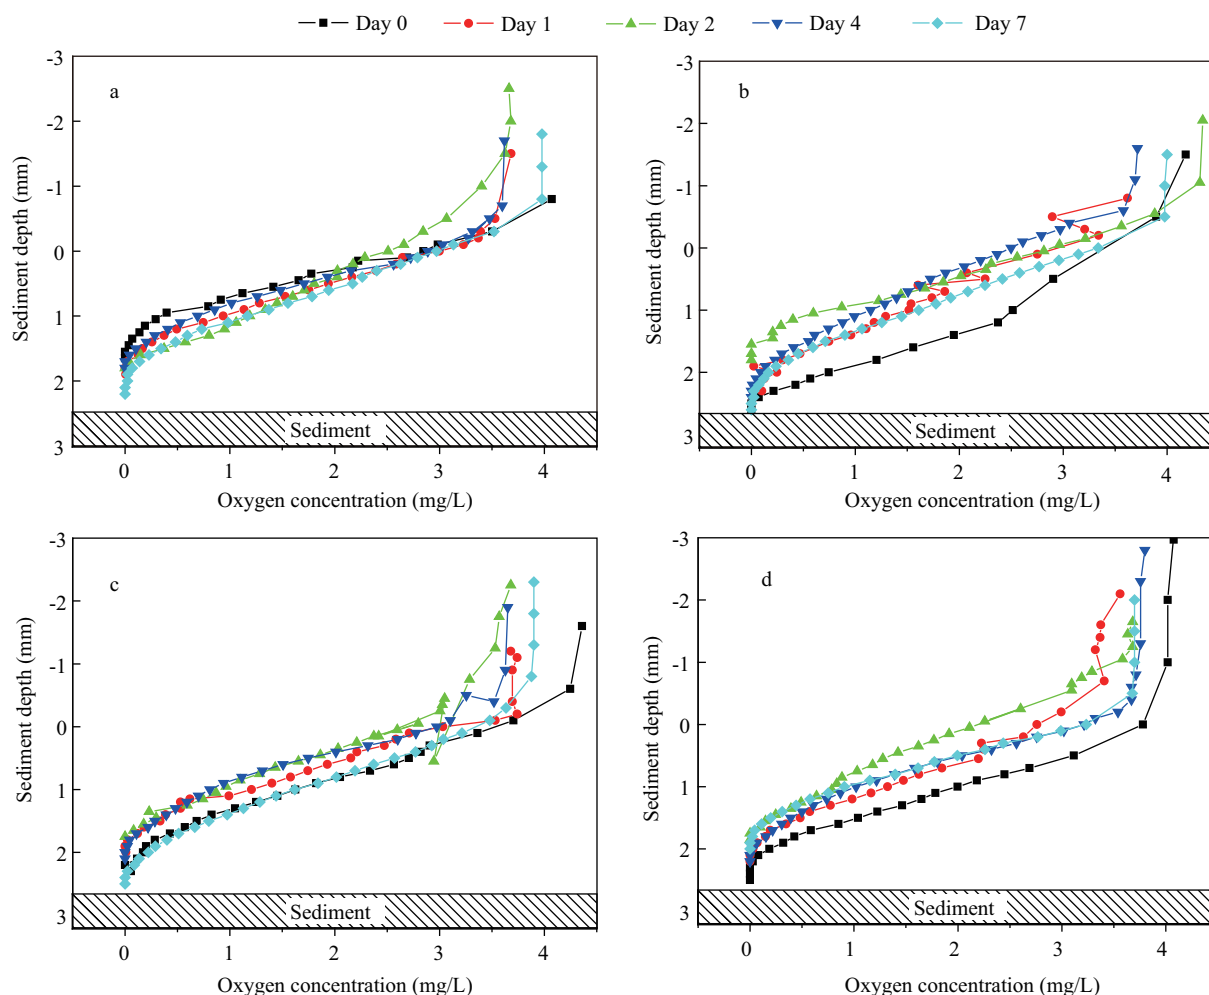 Day 0 Day 1 Day 2 Day 4 Day 7
a
-3
-2
-1
0
1
2
3
Sediment depth (mm)
Sediment
0 1 2 3 4
Oxygen concentration (mg/L)
b
-3
-2
-1
0
1
2
3
Sediment depth (mm)
Sediment
0 1 2 3 4
Oxygen concentration (mg/L)
c
-3
-2
-1
0
1
2
3
Sediment depth (mm)
Sediment
0 1 2 3 4
Oxygen concentration (mg/L)
d
-3
-2
-1
0
1
2
3
Sediment depth (mm)
Sediment
0 1 2 3 4
Oxygen concentration (mg/L)